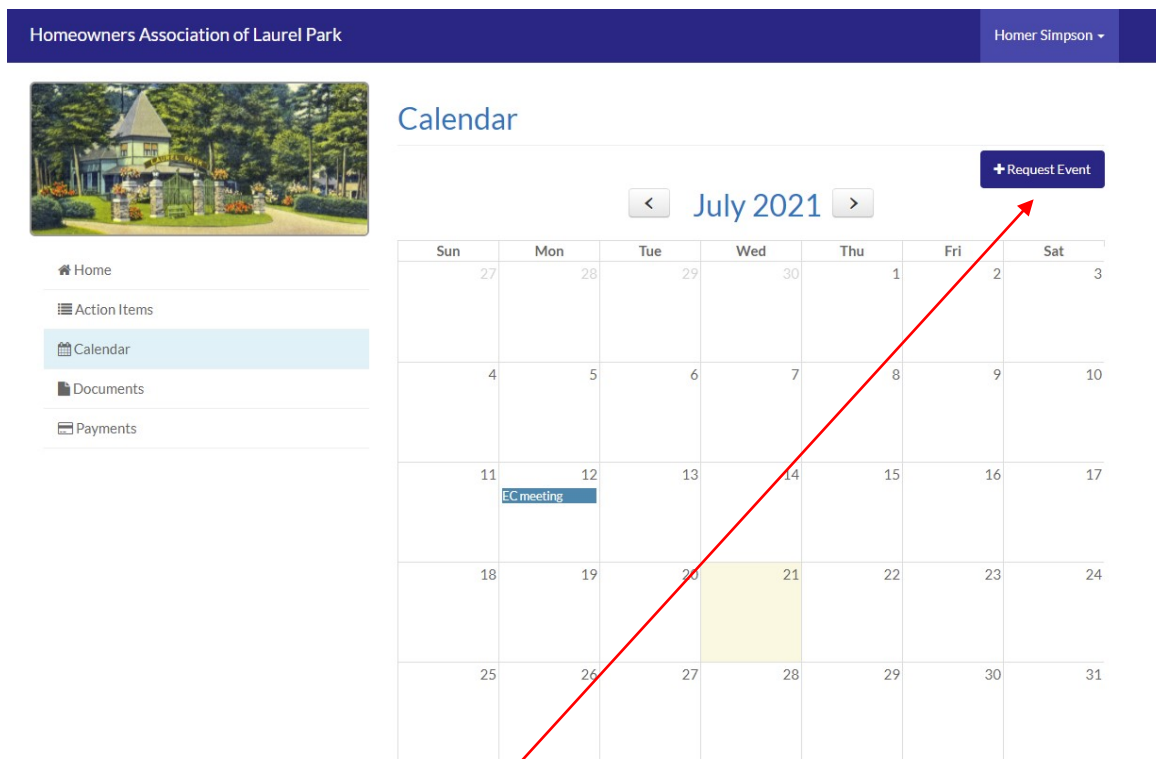 Homeowners Association of Laurel Park
Homer Simpson
LAUREL PARK
Home
Action Items
Calendar
Documents
Payments
Calendar
+ Request Event
< July 2021 >
Sun Mon Tue Wed Thu Fri Sat
27 28 29 30 1 2 3
4 5 6 7 8 9 10
11 12 13 14 15 16 17
EC meeting
18 19 20 21 22 23 24
25 26 27 28 29 30 31